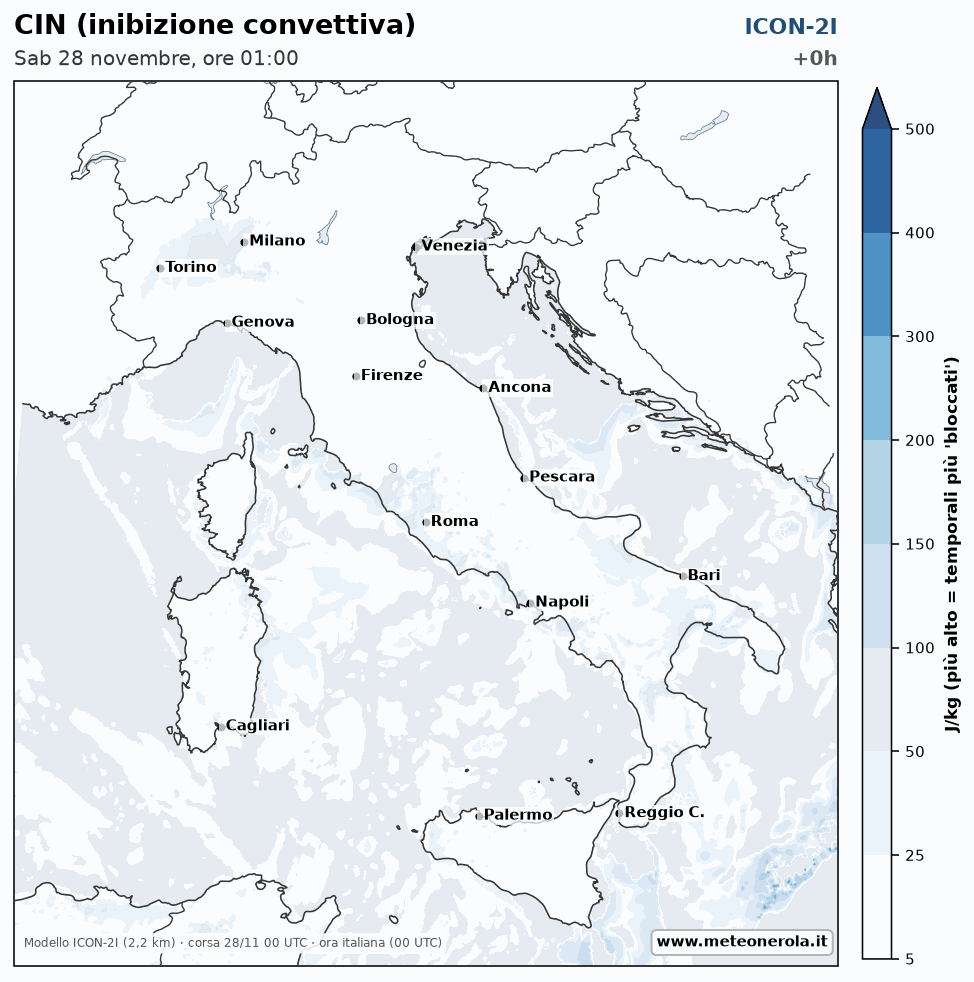 CIN (inibizione convettiva)
ICON-2I
Sab 28 novembre, ore 01:00
+0h
Milano
Venezia
Torino
Genova
Bologna
Firenze
Ancona
Pescara
Roma
Bari
Napoli
Cagliari
Palermo
Reggio C.
500
400
300
200
150
100
50
25
5
J/kg (più alto = temporali più 'bloccati')
Modello ICON-2I (2,2 km) · corsa 28/11 00 UTC · ora italiana (00 UTC)
www.meteonerola.it